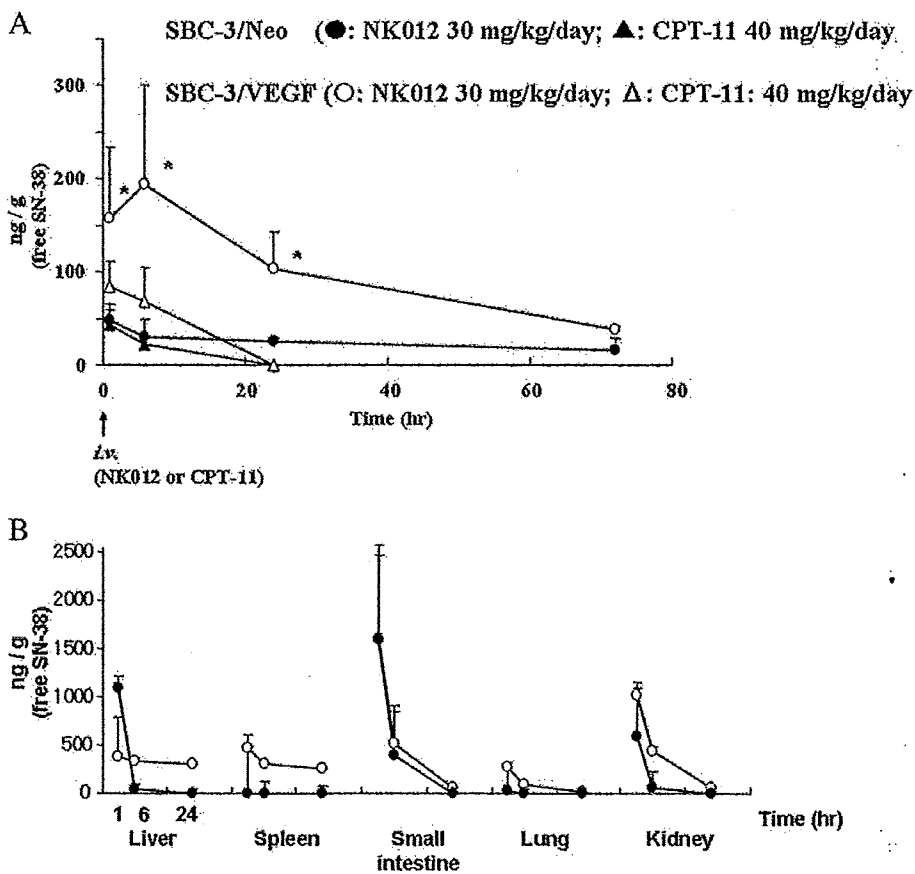 A
SBC-3/Neo (●: NK012 30 mg/kg/day; ▲: CPT-11 40 mg/kg/day
SBC-3/VEGF (○: NK012 30 mg/kg/day; Δ: CPT-11: 40 mg/kg/day
300
200
100
0
ng / g
(free SN-38)
*
*
*
0 20 40 60 80
Time (hr)
i.v.
(NK012 or CPT-11)
B
2500
2000
1500
1000
500
0
ng / g
(free SN-38)
1 6 24
Time (hr)
Liver Spleen Small intestine Lung Kidney